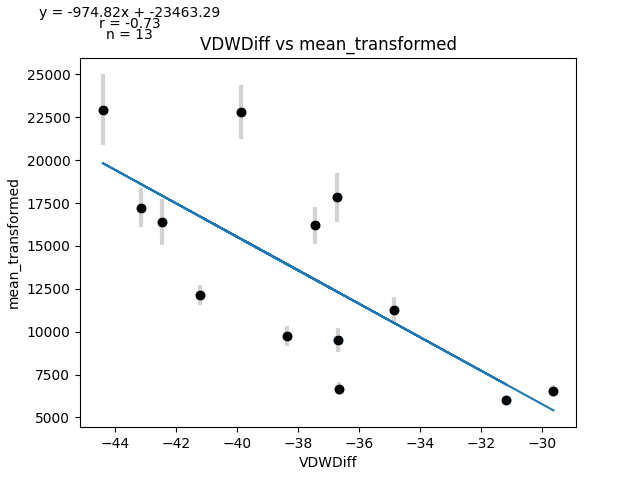 y = -974.82x + -23463.29
r = -0.73
n = 13
VDWDiff vs mean_transformed
25000
22500
20000
17500
15000
12500
10000
7500
5000
mean_transformed
−44
−42
−40
−38
−36
−34
−32
−30
VDWDiff